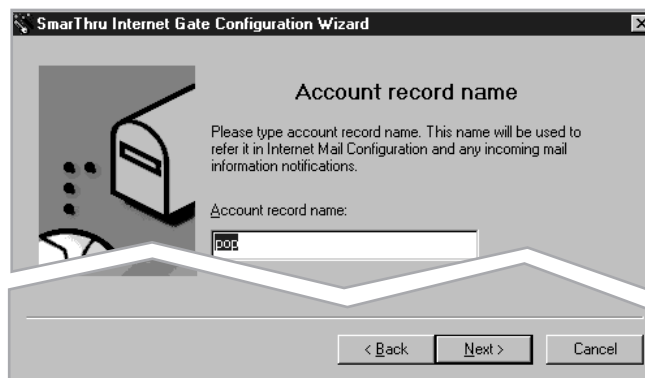 SmarThru Internet Gate Configuration Wizard
Account record name
Please type account record name. This name will be used to
refer it in Internet Mail Configuration and any incoming mail
information notifications.
Account record name:
pop
< Back Next > Cancel